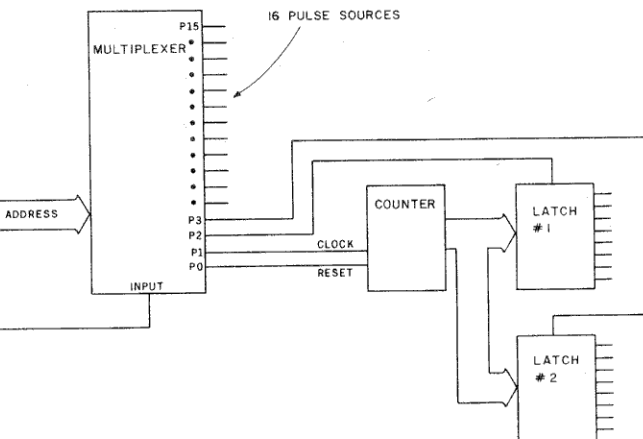 16 PULSE SOURCES
P15
MULTIPLEXER
ADDRESS
P3
P2
P1
P0
INPUT
CLOCK
RESET
COUNTER
LATCH
#1
LATCH
#2